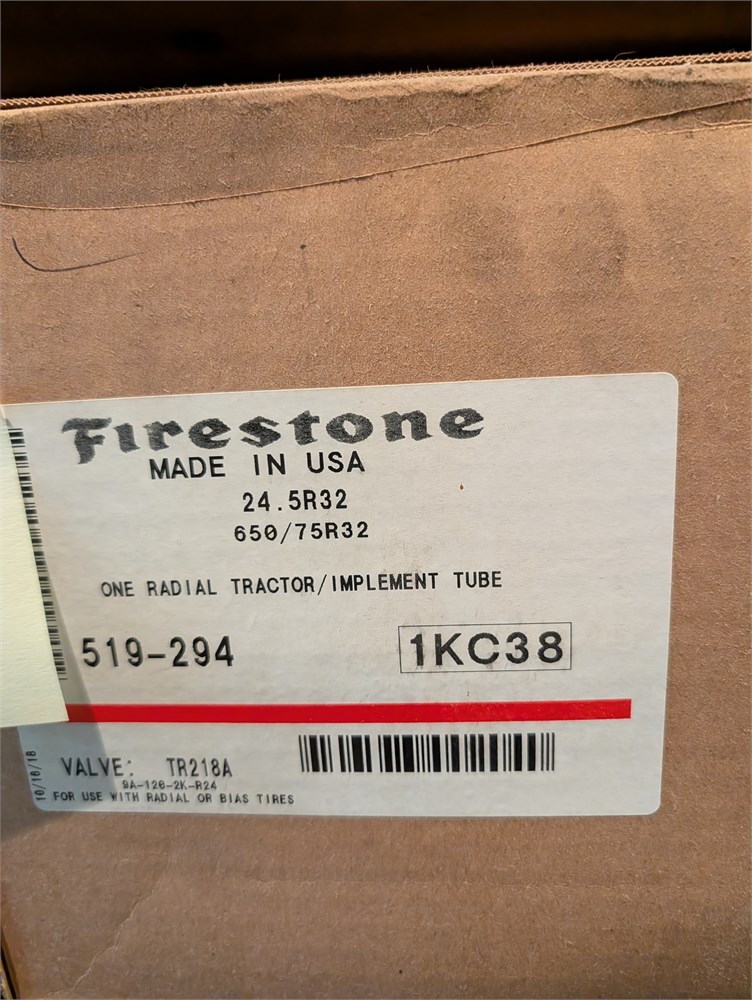 Firestone
MADE IN USA
24.5R32
650/75R32
ONE RADIAL TRACTOR/IMPLEMENT TUBE
519-294
1KC38
VALVE: TR218A
9A-126-2K-R24
FOR USE WITH RADIAL OR BIAS TIRES
10/16/18